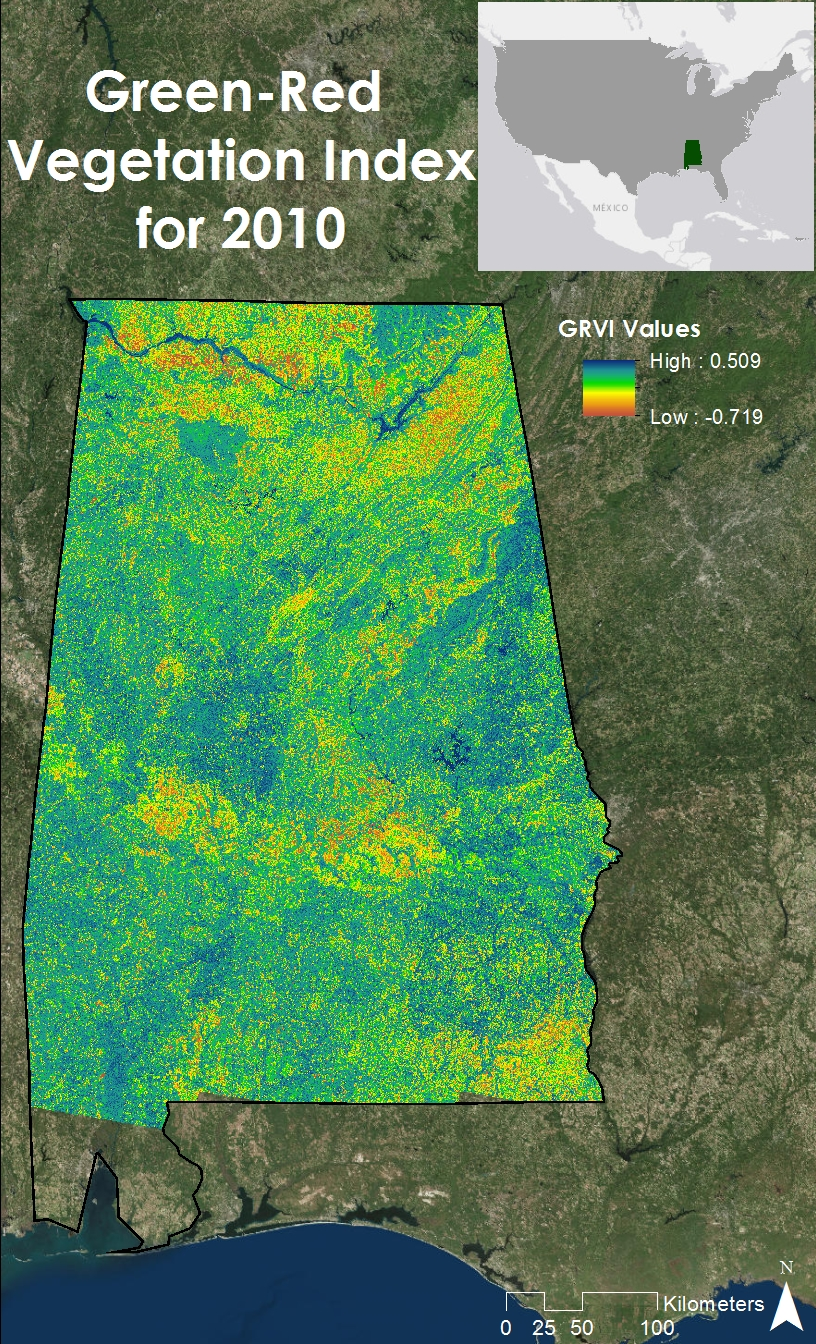 Green-Red
Vegetation Index
for 2010
MÉXICO
GRVI Values
High : 0.509
Low : -0.719
N
Kilometers
0 25 50 100